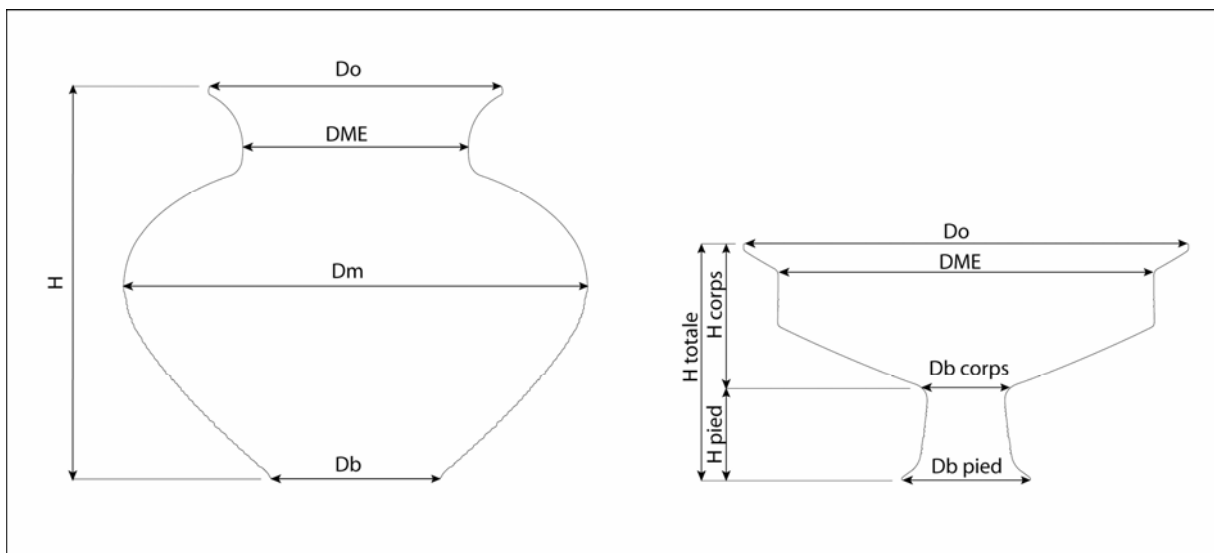 Do
DME
Dm
H
Db
Do
DME
H totale
H corps
Db corps
H pied
Db pied